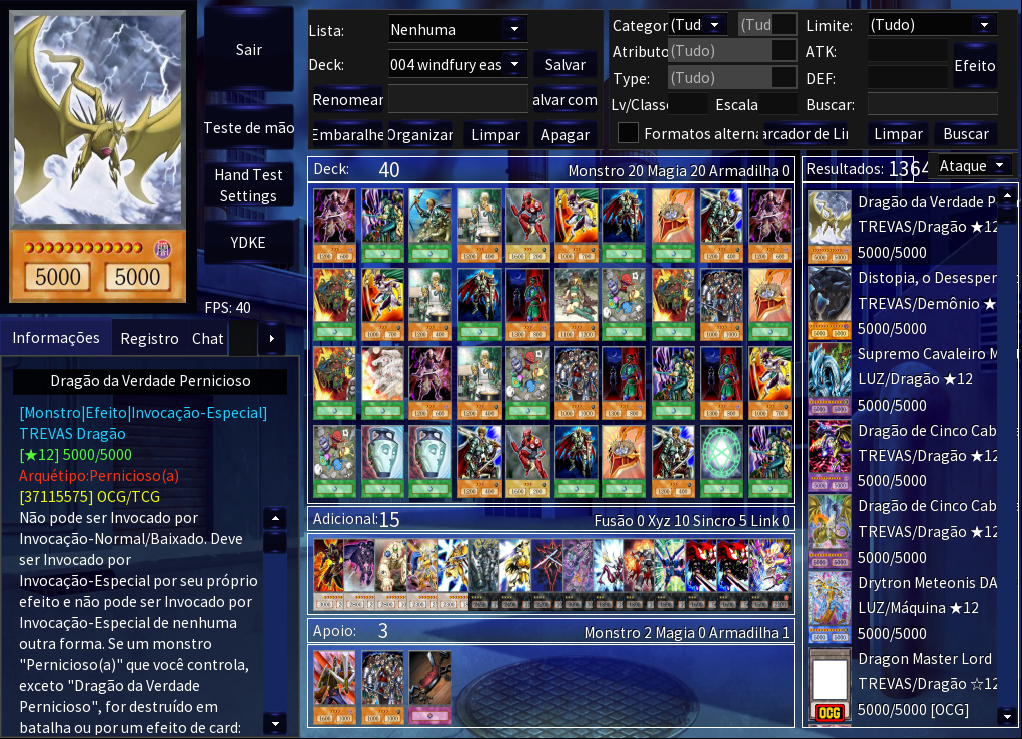 5000 5000
Sair
Teste de mão
Hand Test
Settings
YDKE
FPS: 40
Lista: Nenhuma
Deck: 004 windfury eas Salvar
Renomear alvar com
Embaralhe Organizar Limpar Apagar
Categor (Tud (Tud Limite: (Tudo)
Atributo (Tudo) ATK: Efeito
Type: (Tudo) DEF:
Lv/Classe Escala Buscar:
Formatos alterna arcador de Lin Limpar Buscar
Deck: 40 Monstro 20 Magia 20 Armadilha 0
Adicional: 15 Fusão 0 Xyz 10 Sincro 5 Link 0
Apoio: 3 Monstro 2 Magia 0 Armadilha 1
Resultados: 1364 Ataque
Dragão da Verdade P
TREVAS/Dragão ★12
5000/5000
Distopia, o Desesper
TREVAS/Demônio ★
5000/5000
Supremo Cavaleiro M
LUZ/Dragão ★12
5000/5000
Dragão de Cinco Cab
TREVAS/Dragão ★12
5000/5000
Dragão de Cinco Cab
TREVAS/Dragão ★12
5000/5000
Drytron Meteonis DA
LUZ/Máquina ★12
5000/5000
Dragon Master Lord
TREVAS/Dragão ☆12
5000/5000 [OCG]
OCG
Informações Registro Chat
Dragão da Verdade Pernicioso
[Monstro|Efeito|Invocação-Especial]
TREVAS Dragão
[★12] 5000/5000
Arquétipo:Pernicioso(a)
[37115575] OCG/TCG
Não pode ser Invocado por
Invocação-Normal/Baixado. Deve
ser Invocado por
Invocação-Especial por seu próprio
efeito e não pode ser Invocado por
Invocação-Especial de nenhuma
outra forma. Se um monstro
"Pernicioso(a)" que você controla,
exceto "Dragão da Verdade
Pernicioso", for destruído em
batalha ou por um efeito de card: